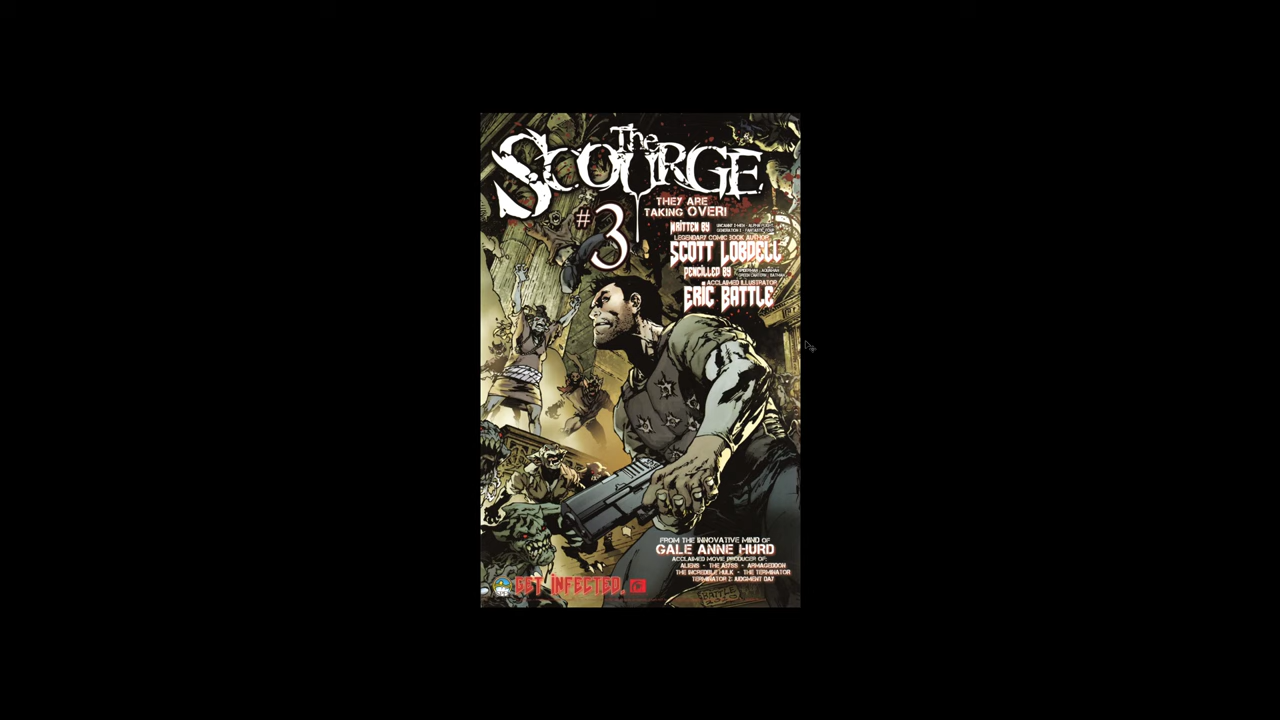 The
SCOURGE
#3
THEY ARE
TAKING OVER!
WRITTEN BY
LEGENDARY COMIC BOOK AUTHOR
SCOTT LOBDELL
PENCILLED BY
ACCLAIMED ILLUSTRATOR
ERIC BATTLE
FROM THE INNOVATIVE MIND OF
GALE ANNE HURD
ACCLAIMED MOVIE PRODUCER OF:
ALIENS - THE ABYSS - ARMAGEDDON
THE INCREDIBLE HULK - THE TERMINATOR
TERMINATOR 2: JUDGMENT DAY
GET INFECTED.
BATTLE